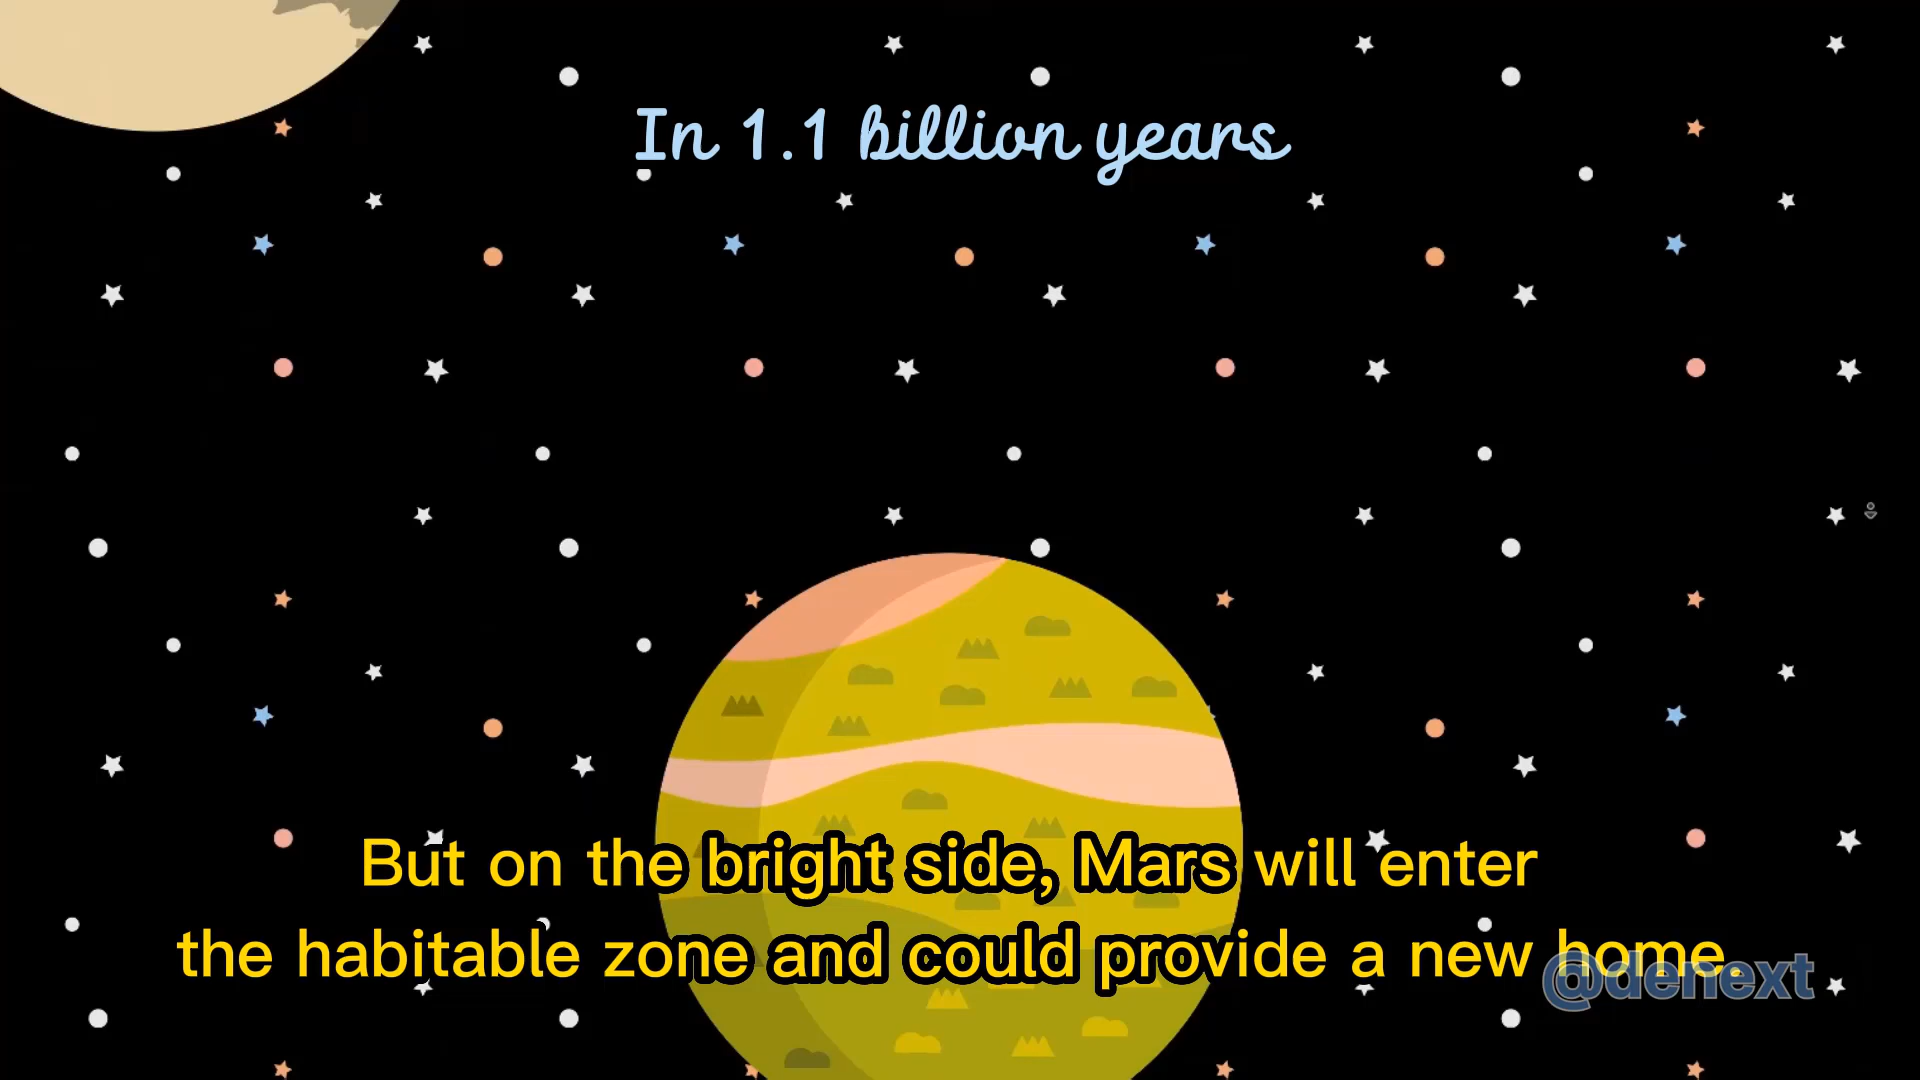 In 1.1 billion years
But on the bright side, Mars will enter
the habitable zone and could provide a new home.
@denext